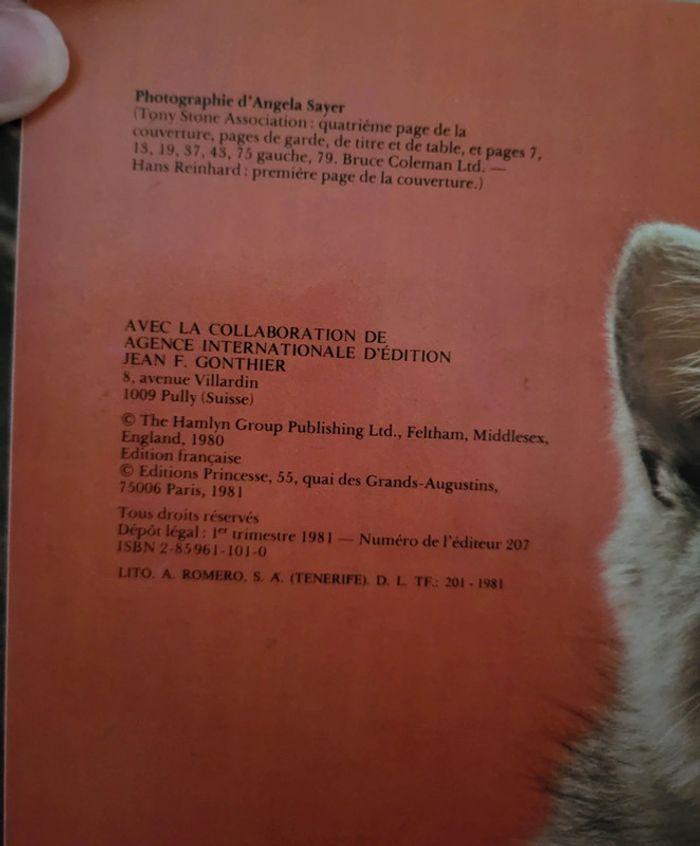 Photographie d'Angela Sayer
(Tony Stone Association : quatrième page de la
couverture, pages de garde, de titre et de table, et pages 7,
13, 19, 37, 43, 75 gauche, 79. Bruce Coleman Ltd. —
Hans Reinhard : première page de la couverture.)
AVEC LA COLLABORATION DE
AGENCE INTERNATIONALE D'ÉDITION
JEAN F. GONTHIER
8, avenue Villardin
1009 Pully (Suisse)
© The Hamlyn Group Publishing Ltd., Feltham, Middlesex,
England, 1980
Edition française
© Editions Princesse, 55, quai des Grands-Augustins,
75006 Paris, 1981
Tous droits réservés
Dépôt légal : 1er trimestre 1981 — Numéro de l'éditeur 207
ISBN 2-85961-101-0
LITO. A. ROMERO, S. A. (TENERIFE). D. L. TF.: 201 - 1981